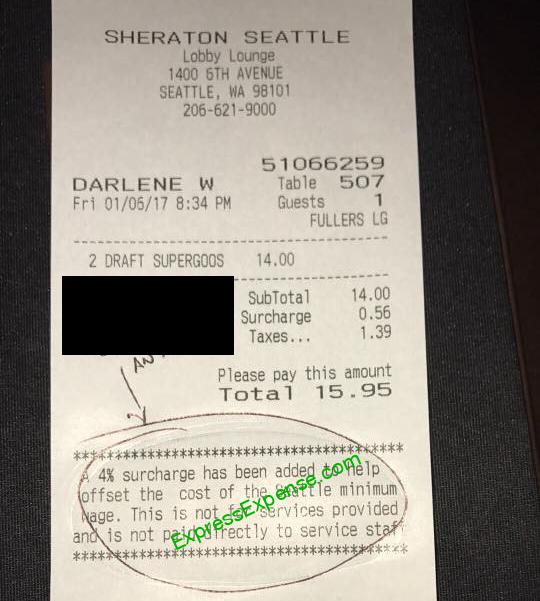 SHERATON SEATTLE
Lobby Lounge
1400 6TH AVENUE
SEATTLE, WA 98101
206-621-9000
51066259
DARLENE W Table 507
Fri 01/06/17 8:34 PM Guests 1
FULLERS LG
2 DRAFT SUPERGOOS 14.00
SubTotal 14.00
Surcharge 0.56
Taxes... 1.39
Please pay this amount
Total 15.95
****************************************
A 4% surcharge has been added to help
offset the cost of the Seattle minimum
wage. This is not for services provided
and is not paid directly to service staff
****************************************
ExpressExpense.com